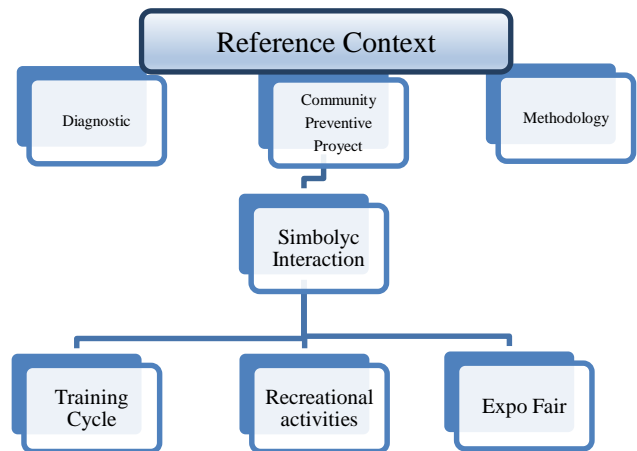 Reference Context
Diagnostic
Community
Preventive
Proyect
Methodology
Simbolyc
Interaction
Training
Cycle
Recreational
activities
Expo Fair